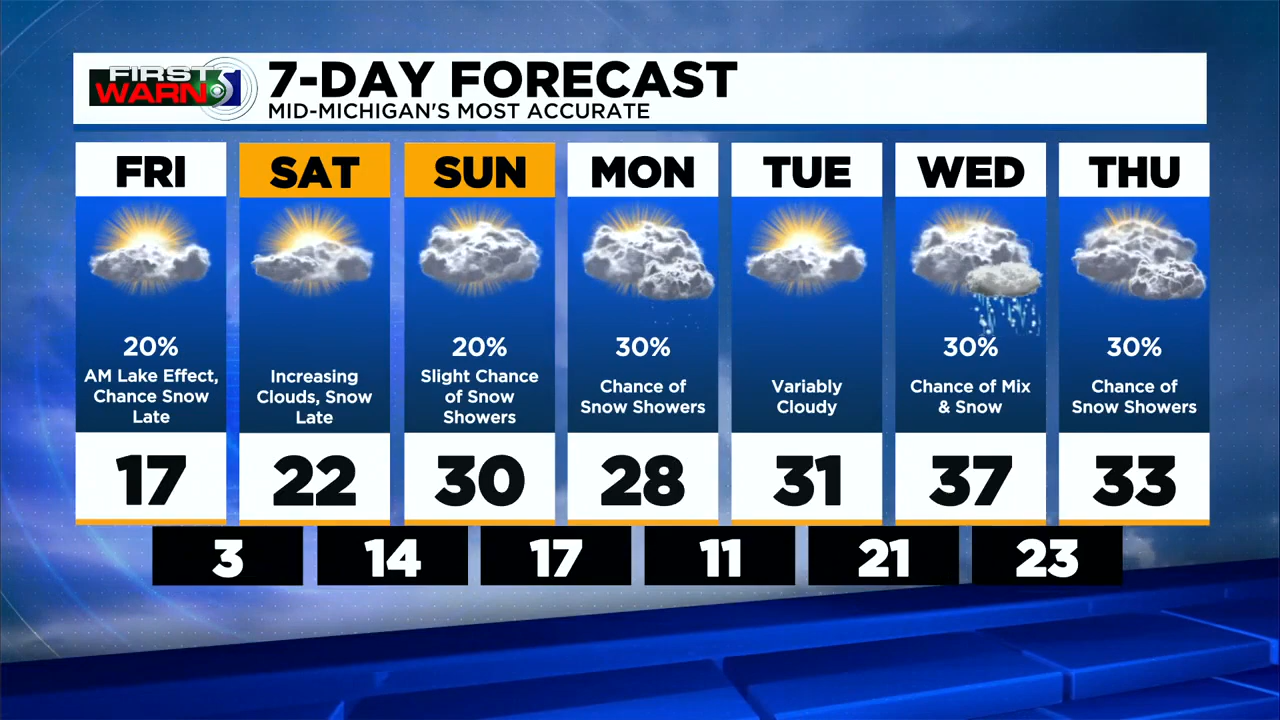 FIRST
WARN 5
7-DAY FORECAST
MID-MICHIGAN'S MOST ACCURATE
FRI
20%
AM Lake Effect,
Chance Snow
Late
17
SAT
Increasing
Clouds, Snow
Late
22
SUN
20%
Slight Chance
of Snow
Showers
30
MON
30%
Chance of
Snow Showers
28
TUE
Variably
Cloudy
31
WED
30%
Chance of Mix
& Snow
37
THU
30%
Chance of
Snow Showers
33
3
14
17
11
21
23